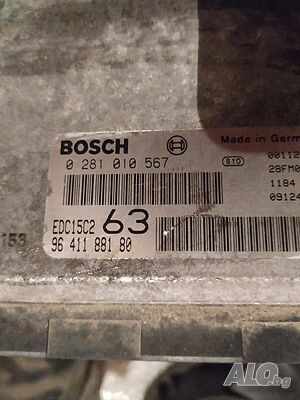 Made in Germ
BOSCH
0 281 010 567
810
00112
28FM0
1184
09124
EDC15C2 63
96 411 881 80
153
ALO.bg